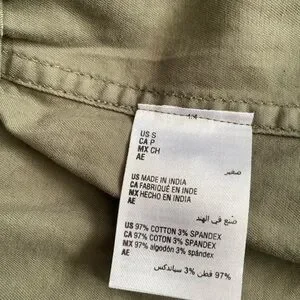 US S
CA P
MX CH
AE
صغير
US MADE IN INDIA
CA FABRIQUÉ EN INDE
MX HECHO EN INDIA
AE
صُنع في الهند
US 97% COTTON 3% SPANDEX
CA 97% COTON 3% SPANDEX
MX 97% algodón 3% spándex
AE
97% قطن 3% سباندكس